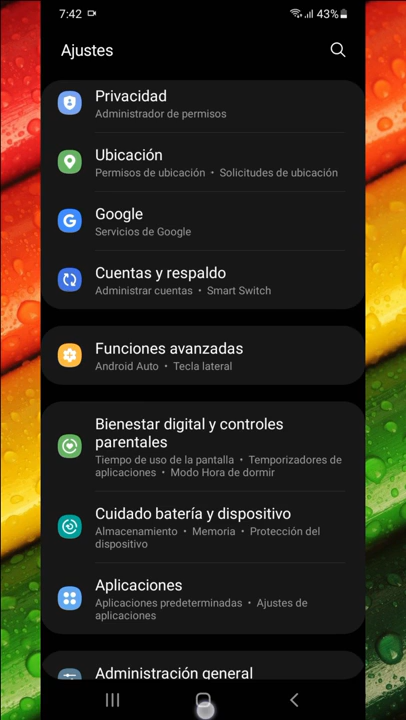 7:42
43%
Ajustes
Privacidad
Administrador de permisos
Ubicación
Permisos de ubicación • Solicitudes de ubicación
Google
Servicios de Google
Cuentas y respaldo
Administrar cuentas • Smart Switch
Funciones avanzadas
Android Auto • Tecla lateral
Bienestar digital y controles
parentales
Tiempo de uso de la pantalla • Temporizadores de
aplicaciones • Modo Hora de dormir
Cuidado batería y dispositivo
Almacenamiento • Memoria • Protección del
dispositivo
Aplicaciones
Aplicaciones predeterminadas • Ajustes de
aplicaciones
Administración general